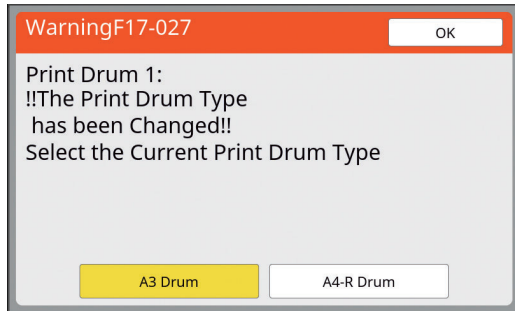 WarningF17-027
OK
Print Drum 1:
!!The Print Drum Type
has been Changed!!
Select the Current Print Drum Type
A3 Drum
A4-R Drum